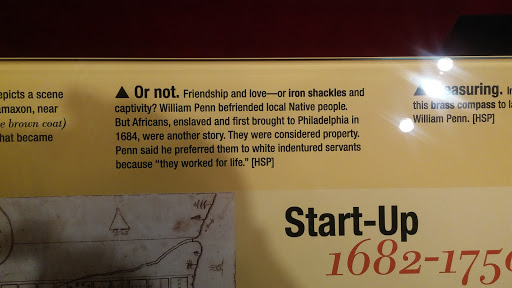 epicts a scene
amaxon, near
e brown coat)
hat became
▲ Or not. Friendship and love—or iron shackles and
captivity? William Penn befriended local Native people.
But Africans, enslaved and first brought to Philadelphia in
1684, were another story. They were considered property.
Penn said he preferred them to white indentured servants
because “they worked for life.” [HSP]
▲ easuring. I
this brass compass to l
William Penn. [HSP]
Start-Up
1682-1750